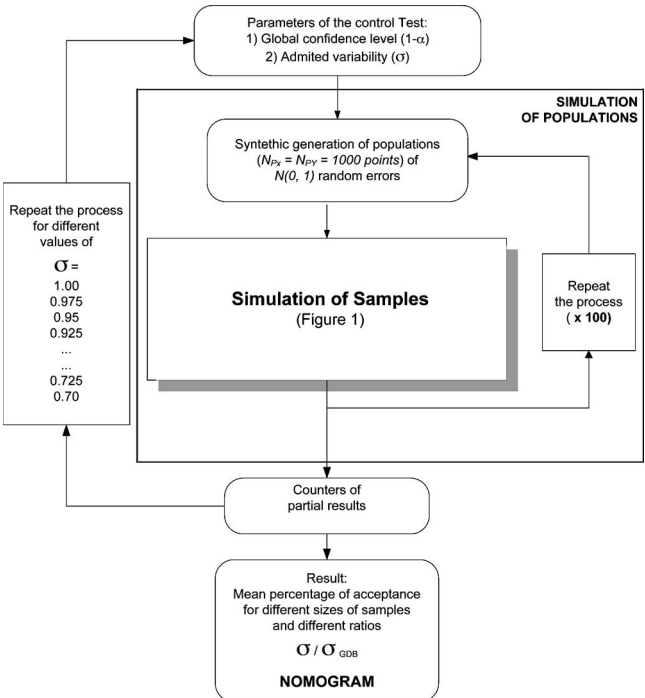 Parameters of the control Test:
1) Global confidence level (1-α)
2) Admited variability (σ)
SIMULATION
OF POPULATIONS
Syntethic generation of populations
(NPx = NPY = 1000 points) of
N(0, 1) random errors
Repeat the process
for different
values of
σ =
1.00
0.975
0.95
0.925
...
...
0.725
0.70
Simulation of Samples
(Figure 1)
Repeat
the process
( x 100)
Counters of
partial results
Result:
Mean percentage of acceptance
for different sizes of samples
and different ratios
σ / σ GDB
NOMOGRAM